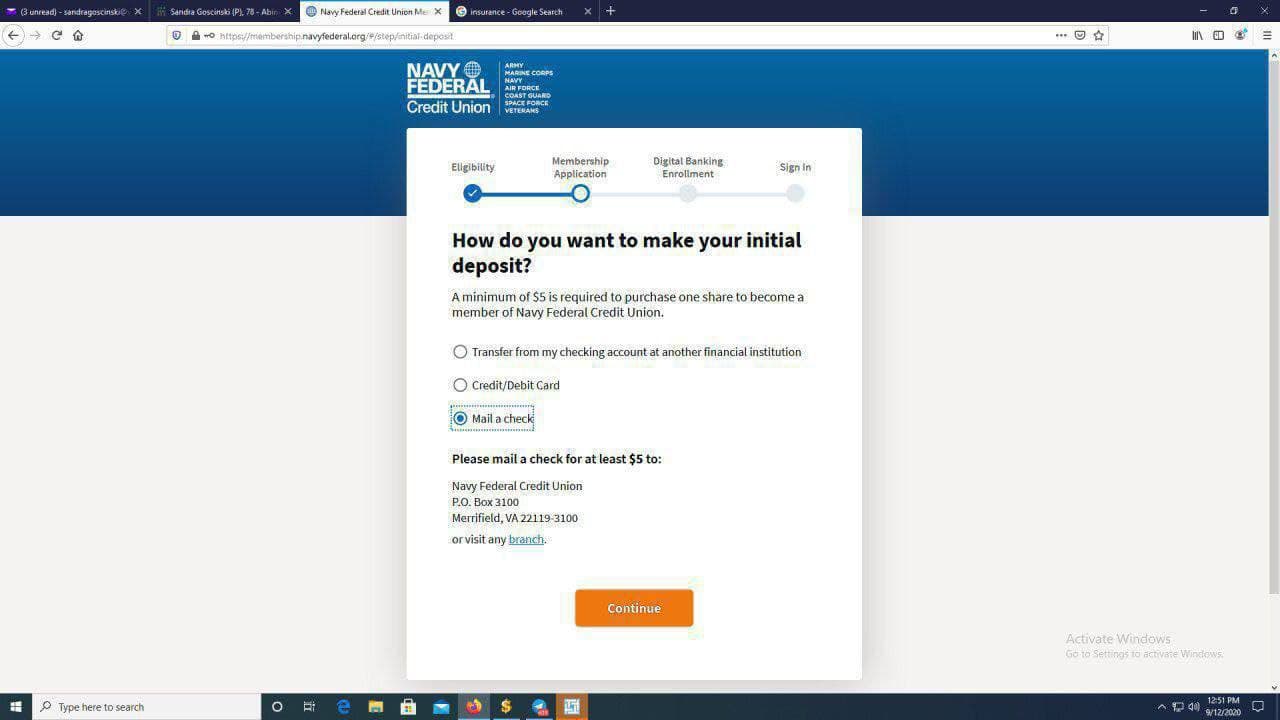 (3 unread) - sandragoscinski@
Sandra Goscinski (P), 78 - Abin
Navy Federal Credit Union Mem
insurance - Google Search
https://membership.navyfederal.org/#/step/initial-deposit
NAVY
FEDERAL
Credit Union
ARMY
MARINE CORPS
NAVY
AIR FORCE
COAST GUARD
SPACE FORCE
VETERANS
Eligibility
Membership
Application
Digital Banking
Enrollment
Sign In
How do you want to make your initial
deposit?
A minimum of $5 is required to purchase one share to become a
member of Navy Federal Credit Union.
Transfer from my checking account at another financial institution
Credit/Debit Card
Mail a check
Please mail a check for at least $5 to:
Navy Federal Credit Union
P.O. Box 3100
Merrifield, VA 22119-3100
or visit any branch.
Continue
Activate Windows
Go to Settings to activate Windows.
Type here to search
12:51 PM
9/12/2020